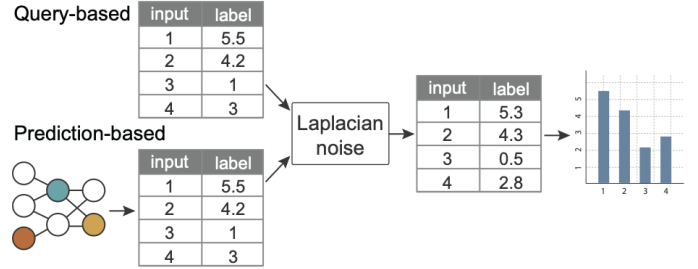 Query-based
input label
1 5.5
2 4.2
3 1
4 3
Prediction-based
input label
1 5.5
2 4.2
3 1
4 3
Laplacian
noise
input label
1 5.3
2 4.3
3 0.5
4 2.8
5
4
3
2
1
1 2 3 4